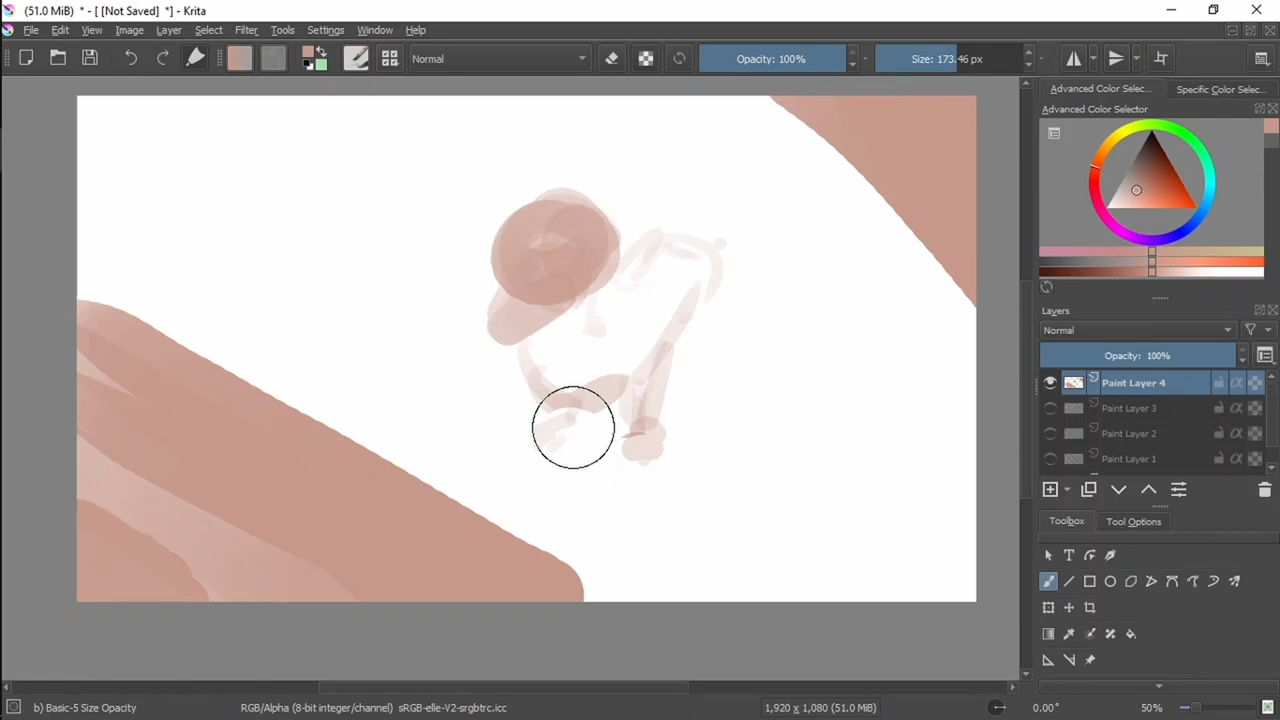 (51.0 MiB) * - [ [Not Saved] *] - Krita
File Edit View Image Layer Select Filter Tools Settings Window Help
Normal Opacity: 100% Size: 173.46 px
Advanced Color Selec... Specific Color Selec...
Advanced Color Selector
Layers
Normal
Opacity: 100%
Paint Layer 4
Paint Layer 3
Paint Layer 2
Paint Layer 1
Toolbox Tool Options
b) Basic-5 Size Opacity RGB/Alpha (8-bit integer/channel) sRGB-elle-V2-srgbtrc.icc 1,920 x 1,080 (51.0 MiB) 0.00° 50%